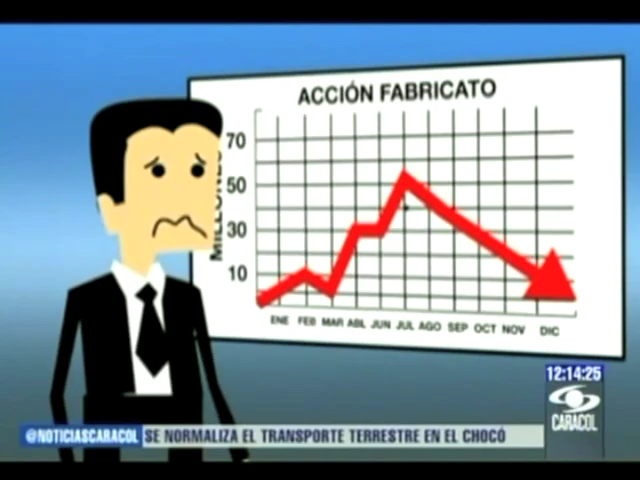 ACCIÓN FABRICATO
MILLONES
70
50
30
10
ENE FEB MAR ABL JUN JUL AGO SEP OCT NOV DIC
12:14:25
CARACOL
@NOTICIASCARACOL SE NORMALIZA EL TRANSPORTE TERRESTRE EN EL CHOCÓ